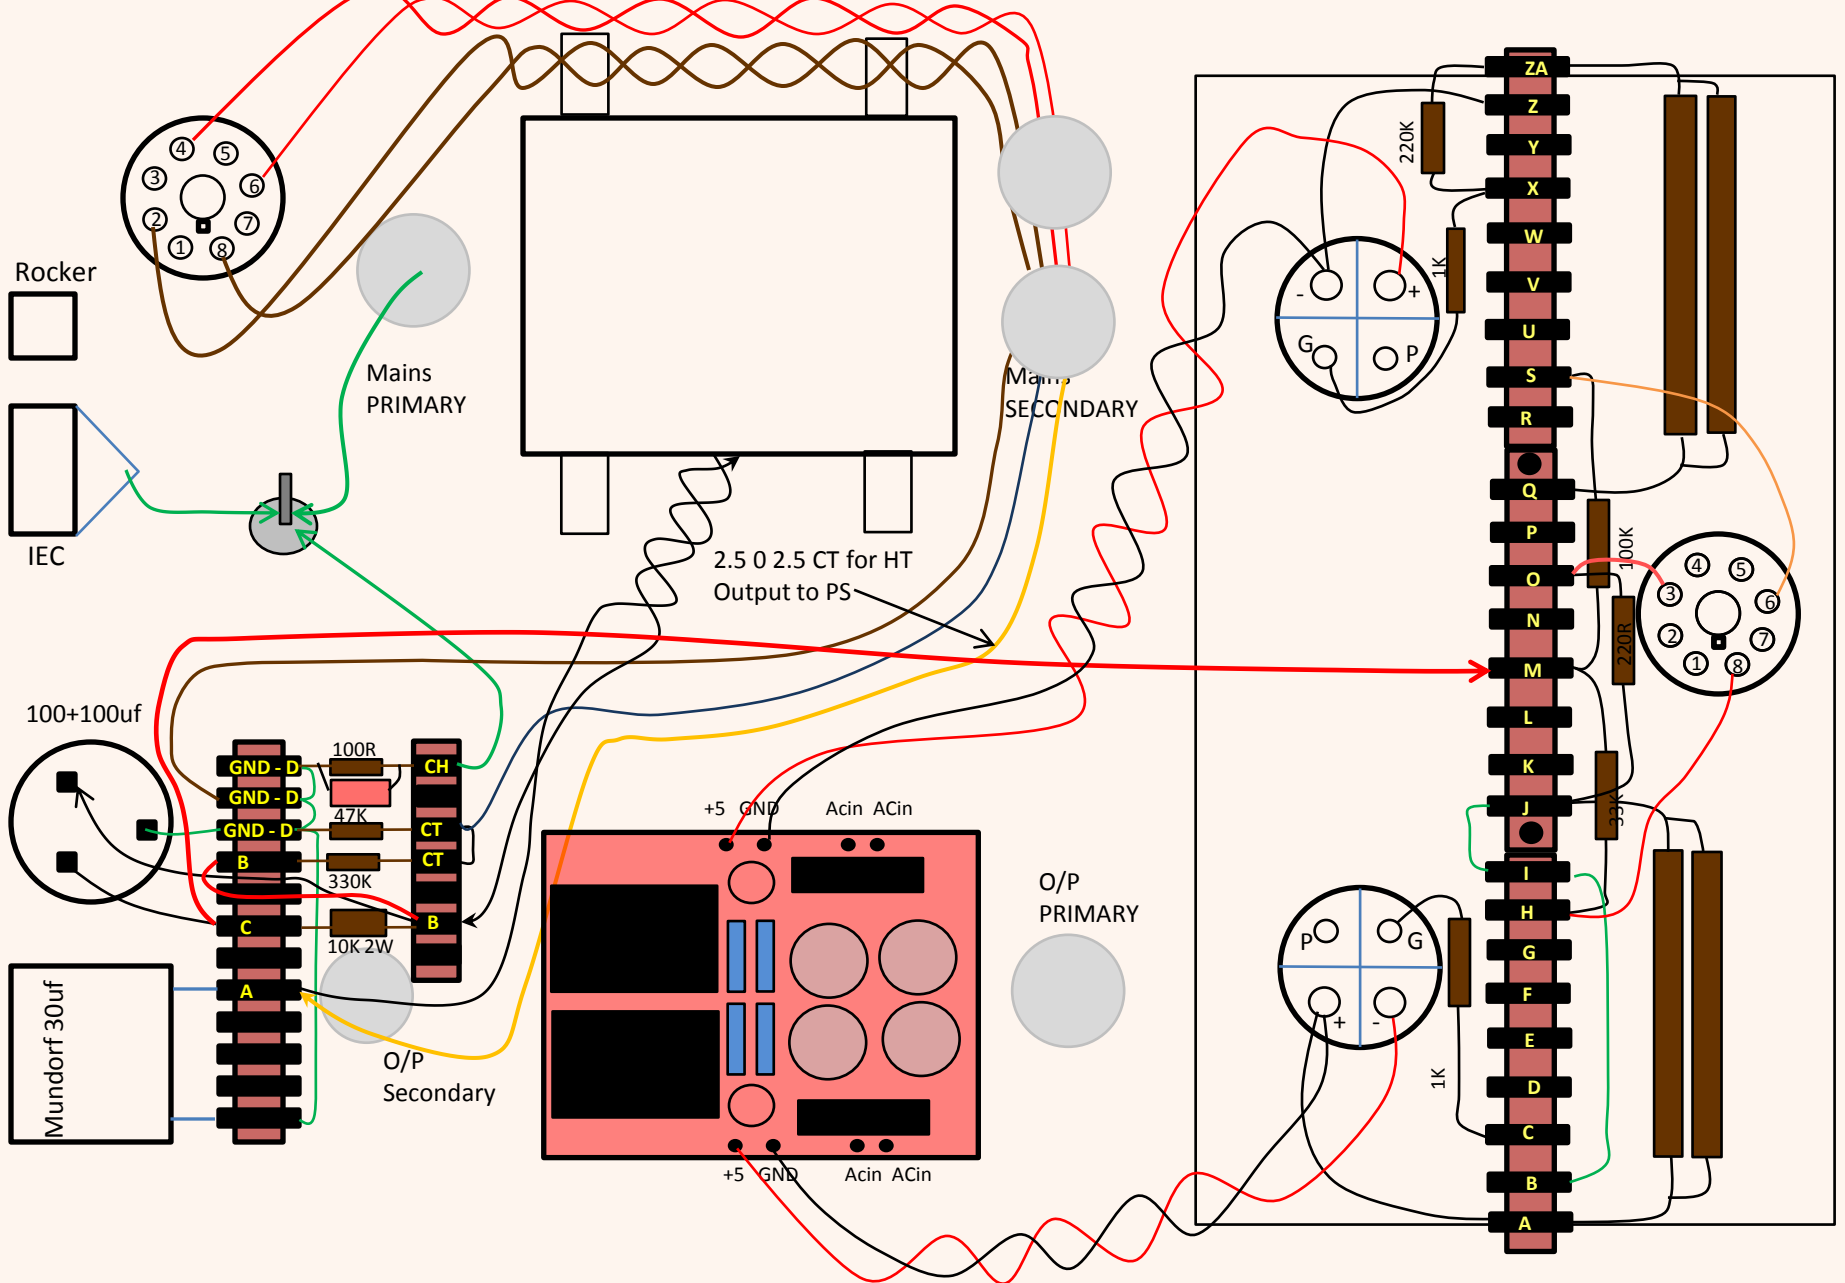 4
5
3
6
2
7
1
8
Rocker
Mains
PRIMARY
IEC
Mains
SECONDARY
2.5 0 2.5 CT for HT
Output to PS
100+100uf
GND - D
GND - D
GND - D
B
C
A
100R
47K
330K
10K 2W
CH
CT
CT
B
Mundorf 30uf
O/P
Secondary
+5 GND
Acin ACin
+5 GND
Acin ACin
O/P
PRIMARY
220K
1K
- +
G P
P G
+ -
1K
ZA
Z
Y
X
W
V
U
S
R
Q
P
O
N
M
L
K
J
I
H
G
F
E
D
C
B
A
100K
220R
33K
4
5
3
6
2
7
1
8